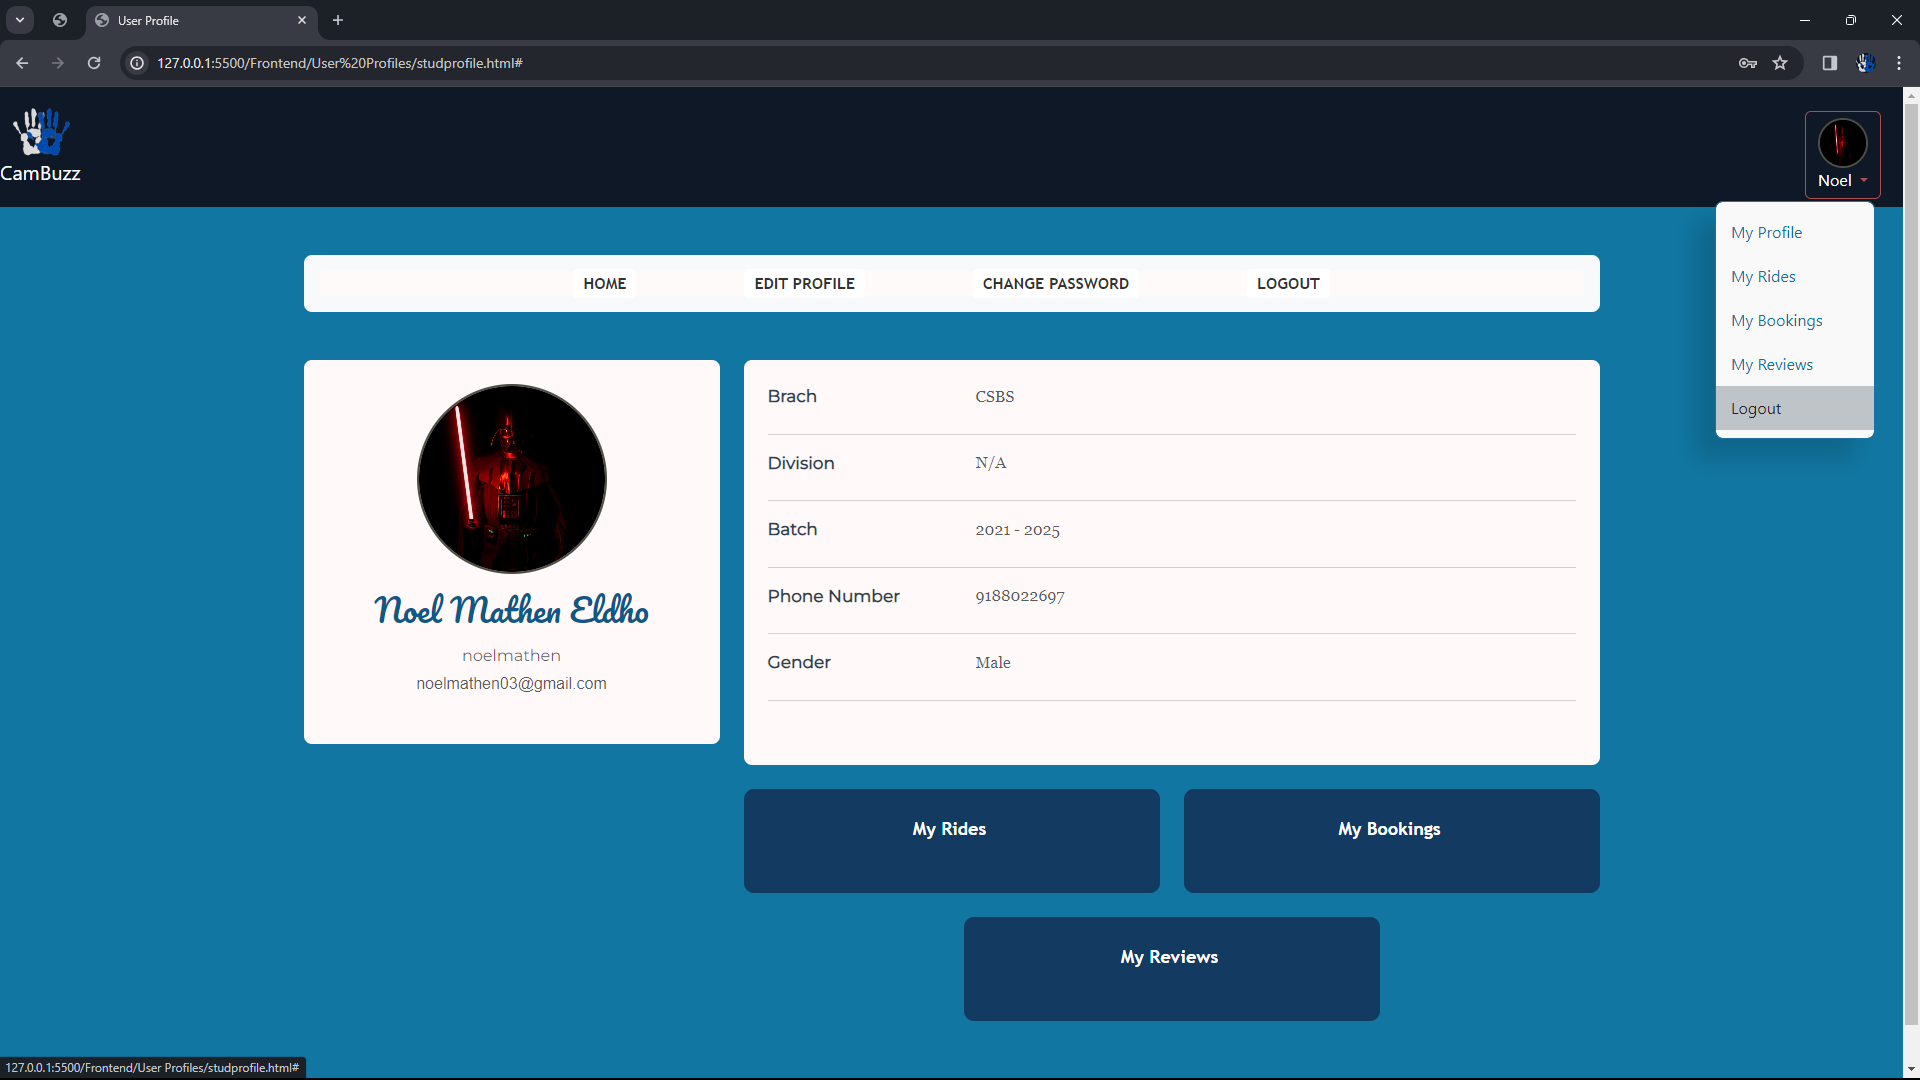 User Profile
127.0.0.1:5500/Frontend/User%20Profiles/studprofile.html#
CamBuzz
Noel
My Profile
My Rides
My Bookings
My Reviews
Logout
HOME EDIT PROFILE CHANGE PASSWORD LOGOUT
Noel Mathen Eldho
noelmathen
noelmathen03@gmail.com
Brach CSBS
Division N/A
Batch 2021 - 2025
Phone Number 9188022697
Gender Male
My Rides My Bookings
My Reviews
127.0.0.1:5500/Frontend/User Profiles/studprofile.html#